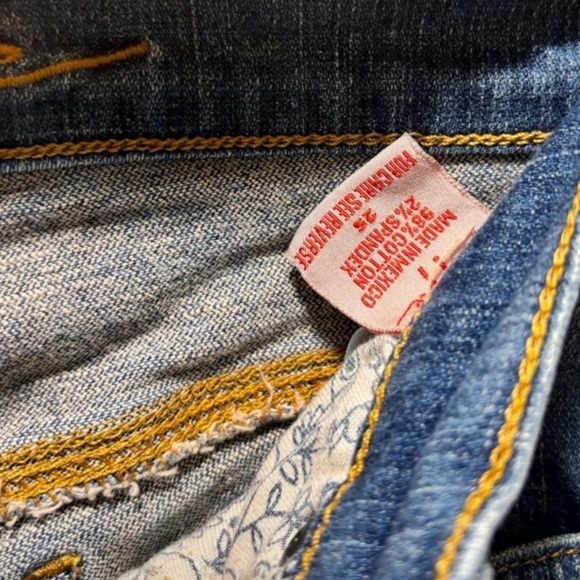 MADE IN MEXICO
98% COTTON
2% SPANDEX
25
FOR CARE SEE REVERSE